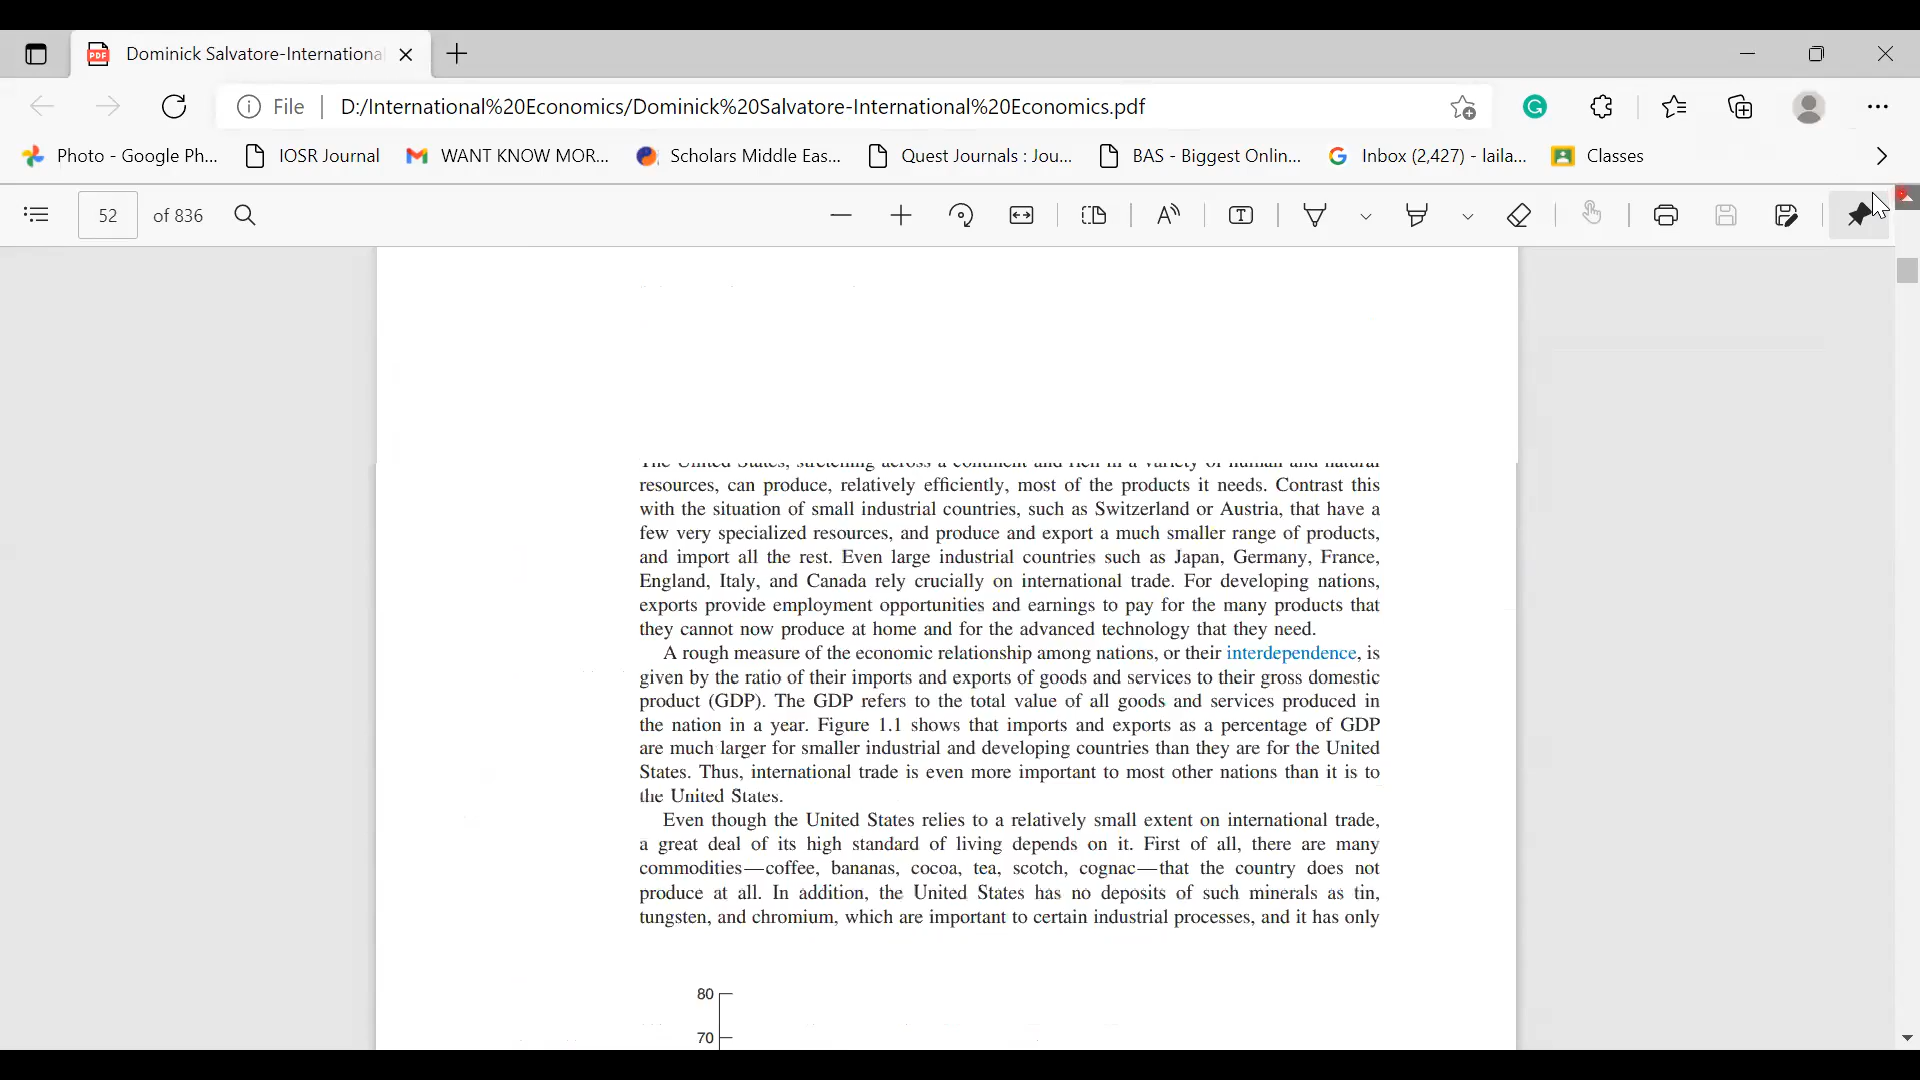 Dominick Salvatore-Internationa
File
D:/International%20Economics/Dominick%20Salvatore-International%20Economics.pdf
Photo - Google Ph...
IOSR Journal
WANT KNOW MOR...
Scholars Middle Eas...
Quest Journals : Jou...
BAS - Biggest Onlin...
Inbox (2,427) - laila...
Classes
52 of 836
The United States, stretching across a continent and rich in a variety of human and natural
resources, can produce, relatively efficiently, most of the products it needs. Contrast this
with the situation of small industrial countries, such as Switzerland or Austria, that have a
few very specialized resources, and produce and export a much smaller range of products,
and import all the rest. Even large industrial countries such as Japan, Germany, France,
England, Italy, and Canada rely crucially on international trade. For developing nations,
exports provide employment opportunities and earnings to pay for the many products that
they cannot now produce at home and for the advanced technology that they need.
A rough measure of the economic relationship among nations, or their interdependence, is
given by the ratio of their imports and exports of goods and services to their gross domestic
product (GDP). The GDP refers to the total value of all goods and services produced in
the nation in a year. Figure 1.1 shows that imports and exports as a percentage of GDP
are much larger for smaller industrial and developing countries than they are for the United
States. Thus, international trade is even more important to most other nations than it is to
the United States.
Even though the United States relies to a relatively small extent on international trade,
a great deal of its high standard of living depends on it. First of all, there are many
commodities—coffee, bananas, cocoa, tea, scotch, cognac—that the country does not
produce at all. In addition, the United States has no deposits of such minerals as tin,
tungsten, and chromium, which are important to certain industrial processes, and it has only
80
70